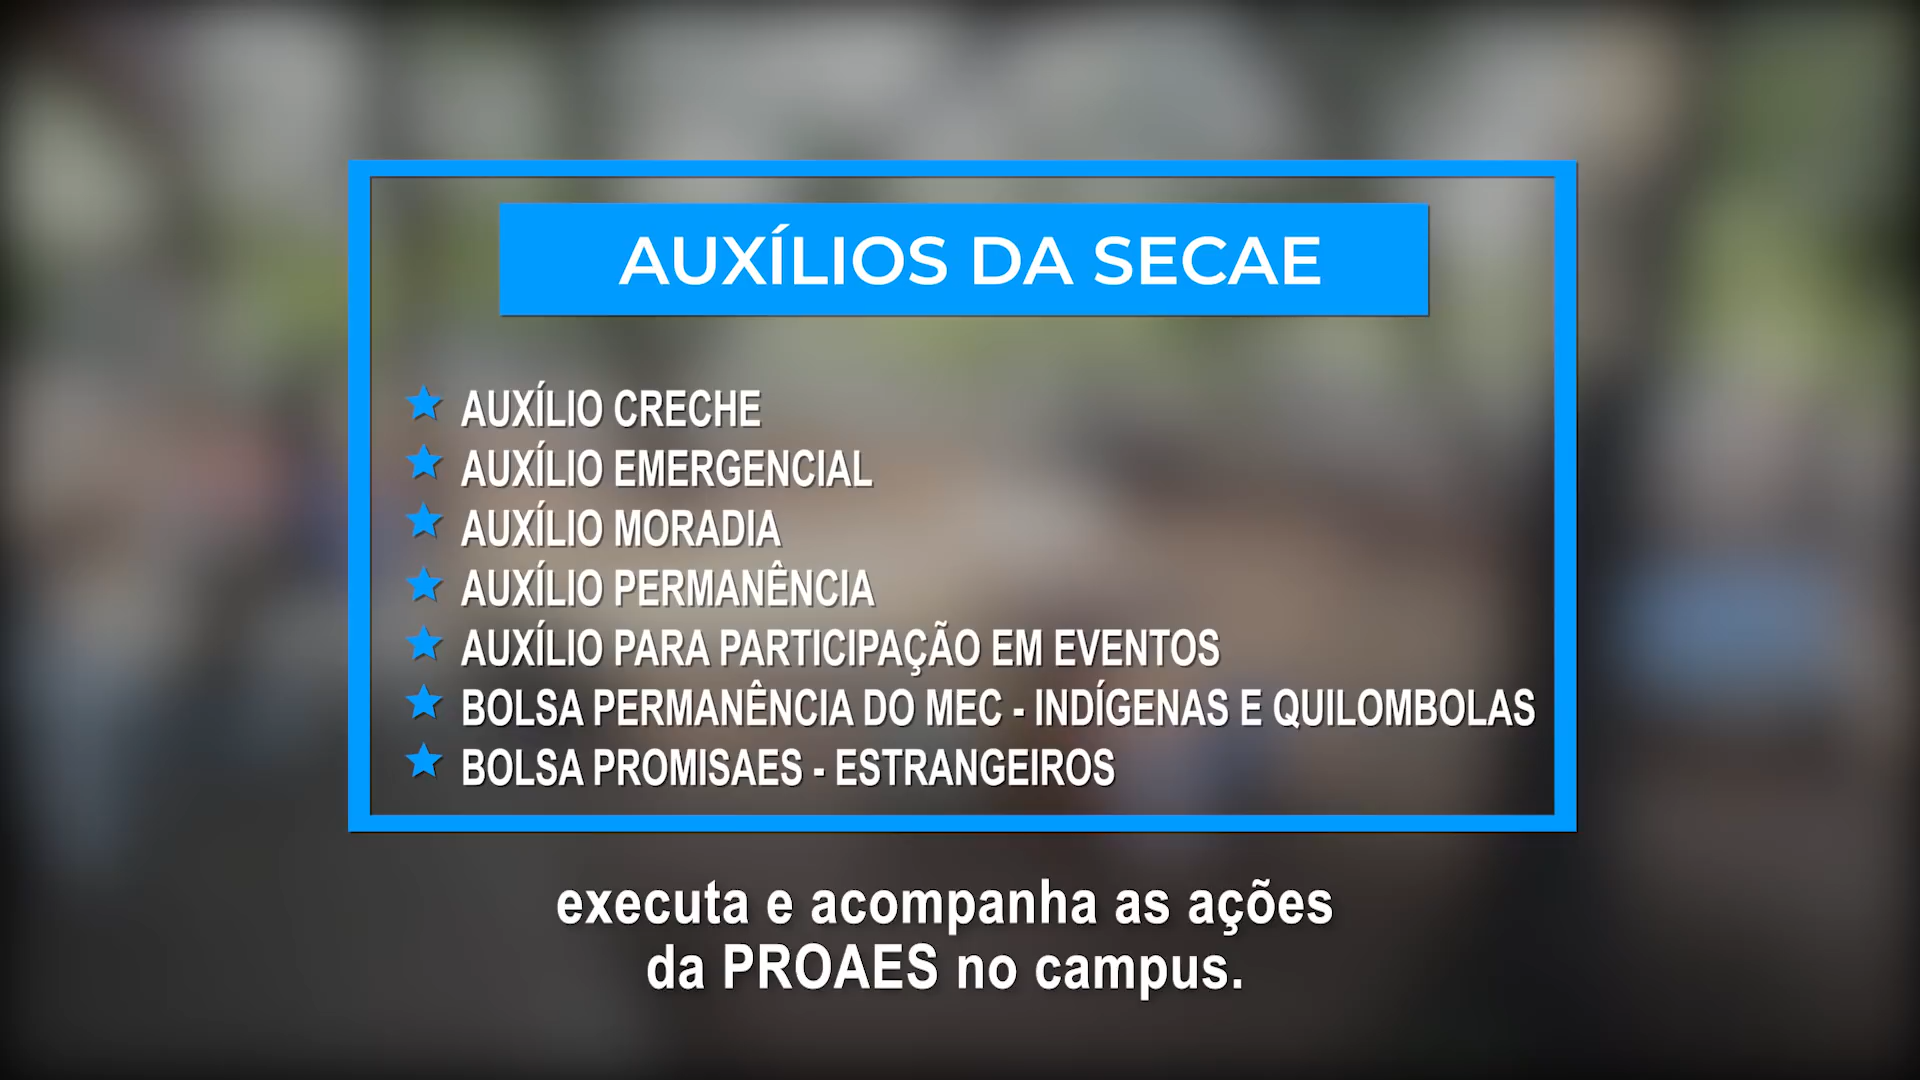 AUXÍLIOS DA SECAE
AUXÍLIO CRECHE
AUXÍLIO EMERGENCIAL
AUXÍLIO MORADIA
AUXÍLIO PERMANÊNCIA
AUXÍLIO PARA PARTICIPAÇÃO EM EVENTOS
BOLSA PERMANÊNCIA DO MEC - INDÍGENAS E QUILOMBOLAS
BOLSA PROMISAES - ESTRANGEIROS
executa e acompanha as ações
da PROAES no campus.